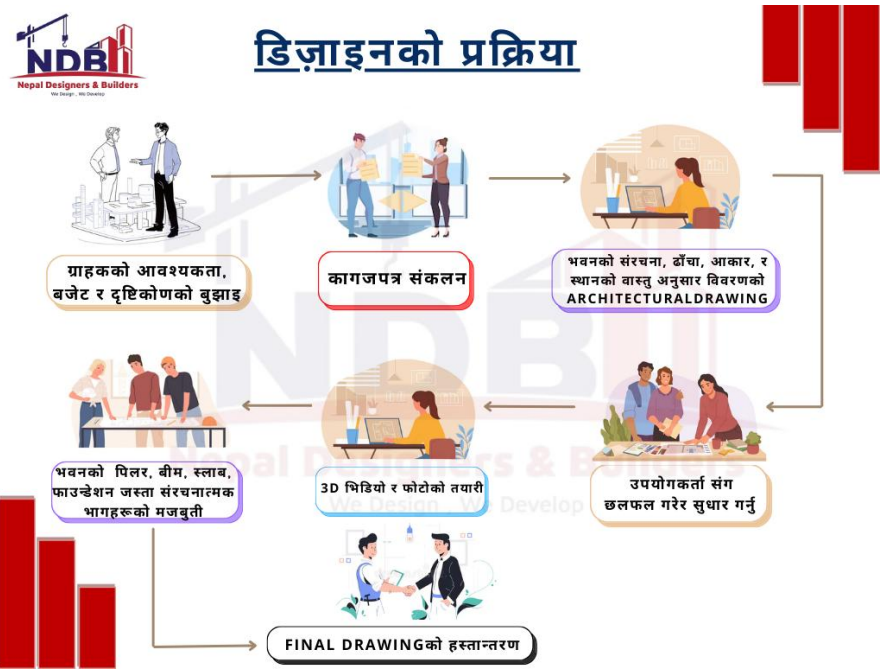 NDB
Nepal Designers & Builders
We Design , We Develop
डिज़ाइनको प्रक्रिया
ग्राहकको आवश्यकता,
बजेट र दृष्टिकोणको बुझाइ
कागजपत्र संकलन
भवनको संरचना, ढाँचा, आकार, र
स्थानको वास्तु अनुसार विवरणको
ARCHITECTURALDRAWING
भवनको पिलर, बीम, स्लाब,
फाउन्डेशन जस्ता संरचनात्मक
भागहरूको मजबुती
3D भिडियो र फोटोको तयारी
उपयोगकर्ता संग
छलफल गरेर सुधार गर्नु
FINAL DRAWINGको हस्तान्तरण
NDB
Nepal Designers & Builders
We Design , We Develop